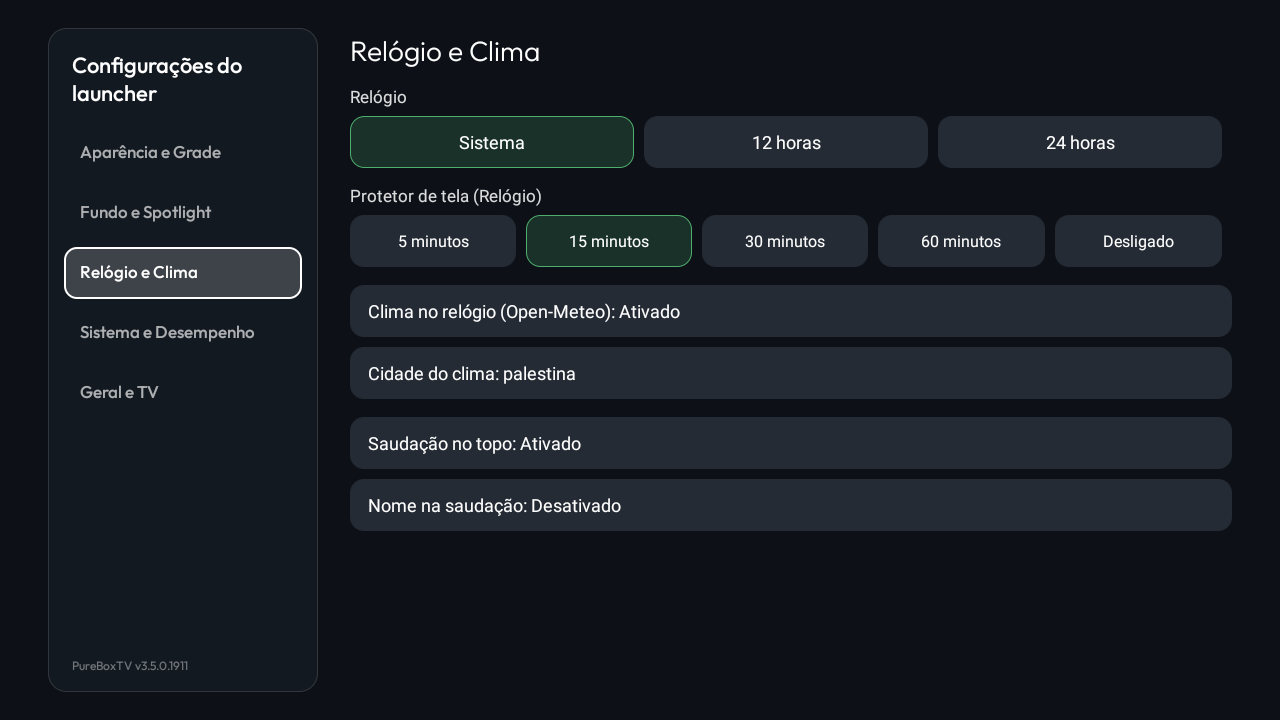 Configurações do
launcher
Aparência e Grade
Fundo e Spotlight
Relógio e Clima
Sistema e Desempenho
Geral e TV
PureBoxTV v3.5.0.1911
Relógio e Clima
Relógio
Sistema
12 horas
24 horas
Protetor de tela (Relógio)
5 minutos
15 minutos
30 minutos
60 minutos
Desligado
Clima no relógio (Open-Meteo): Ativado
Cidade do clima: palestina
Saudação no topo: Ativado
Nome na saudação: Desativado